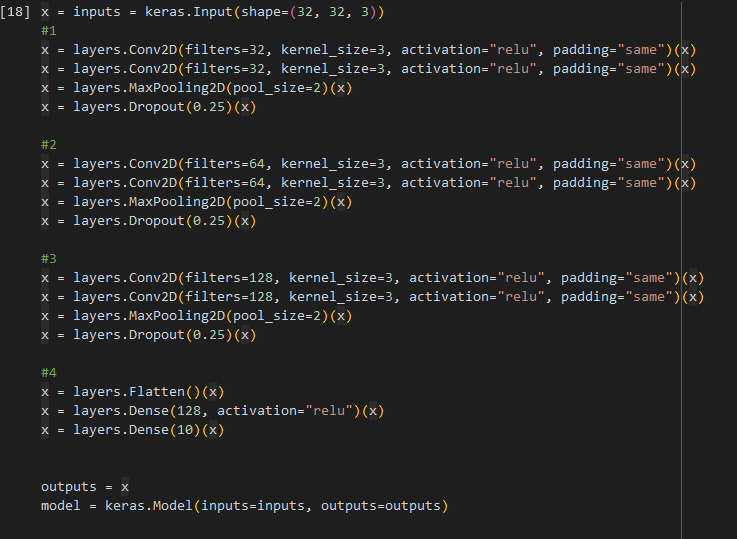 [18] x = inputs = keras.Input(shape=(32, 32, 3))
#1
x = layers.Conv2D(filters=32, kernel_size=3, activation="relu", padding="same")(x)
x = layers.Conv2D(filters=32, kernel_size=3, activation="relu", padding="same")(x)
x = layers.MaxPooling2D(pool_size=2)(x)
x = layers.Dropout(0.25)(x)
#2
x = layers.Conv2D(filters=64, kernel_size=3, activation="relu", padding="same")(x)
x = layers.Conv2D(filters=64, kernel_size=3, activation="relu", padding="same")(x)
x = layers.MaxPooling2D(pool_size=2)(x)
x = layers.Dropout(0.25)(x)
#3
x = layers.Conv2D(filters=128, kernel_size=3, activation="relu", padding="same")(x)
x = layers.Conv2D(filters=128, kernel_size=3, activation="relu", padding="same")(x)
x = layers.MaxPooling2D(pool_size=2)(x)
x = layers.Dropout(0.25)(x)
#4
x = layers.Flatten()(x)
x = layers.Dense(128, activation="relu")(x)
x = layers.Dense(10)(x)
outputs = x
model = keras.Model(inputs=inputs, outputs=outputs)